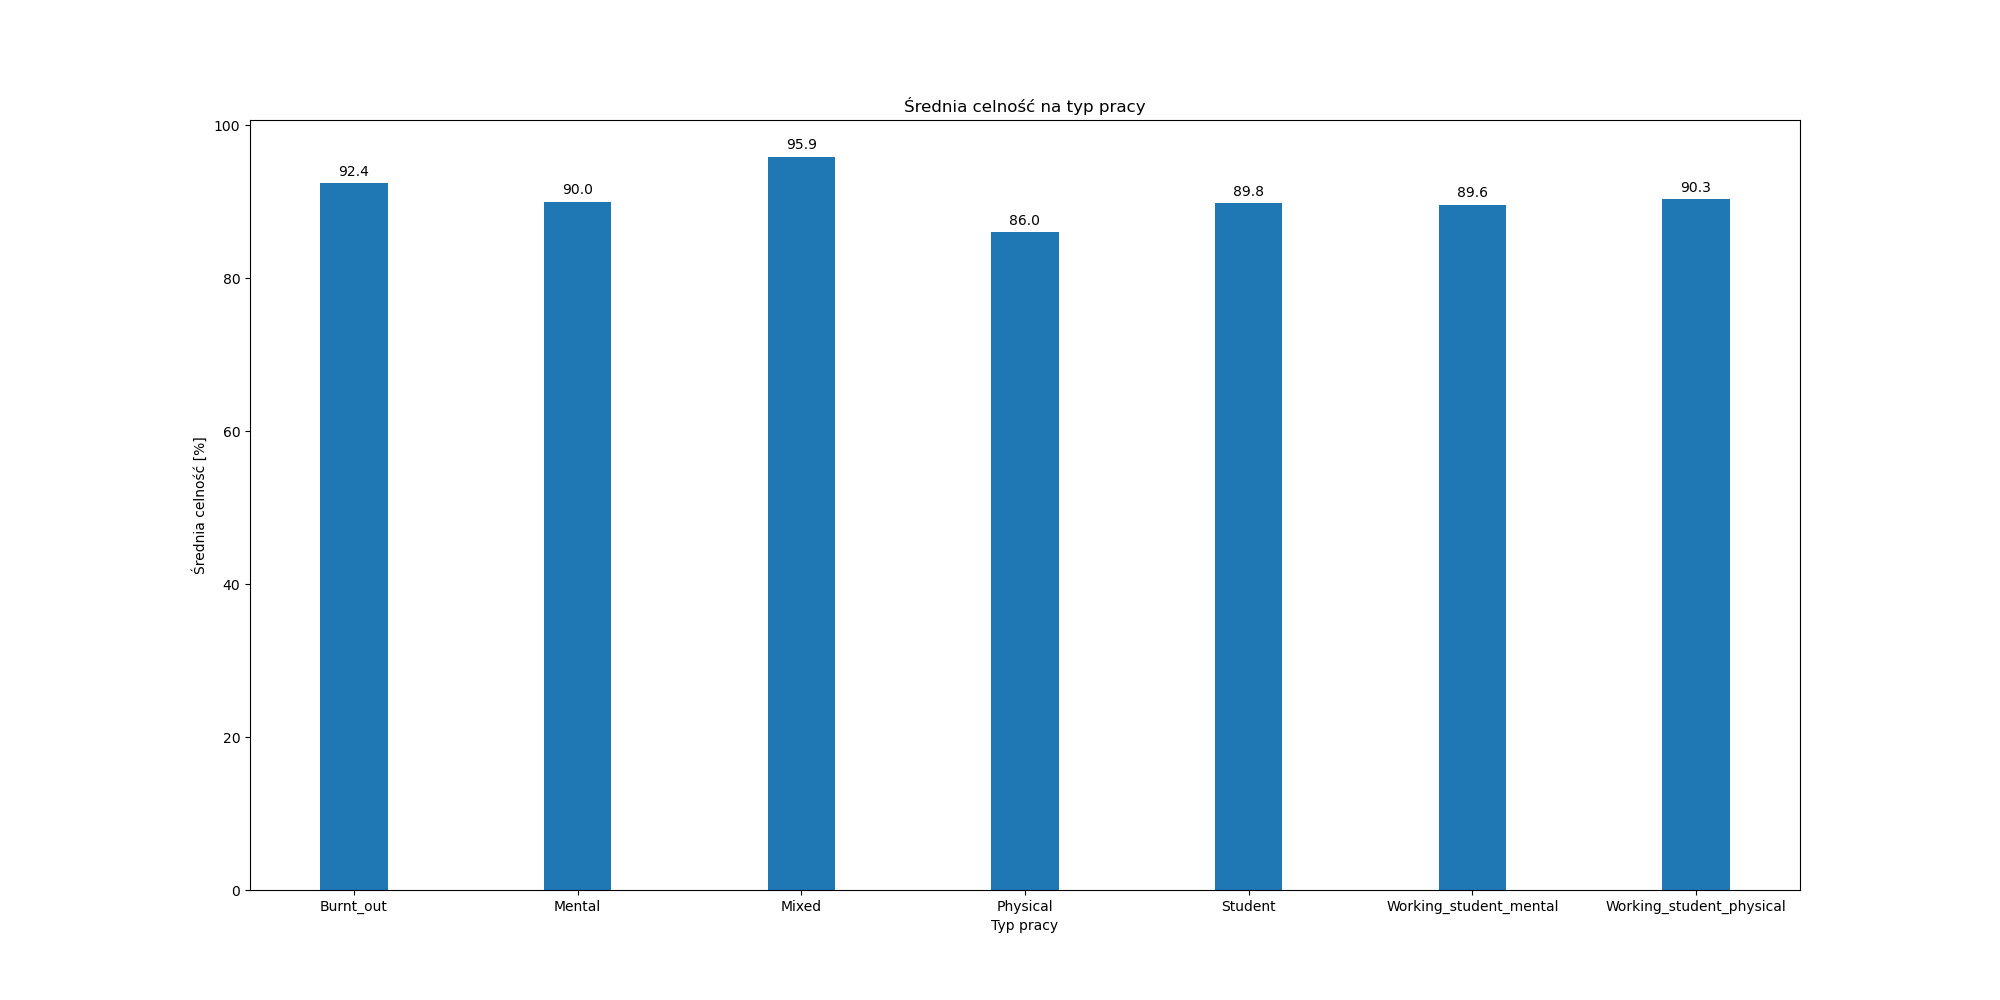 Średnia celność na typ pracy
Średnia celność [%]
100
80
60
40
20
0
92.4
90.0
95.9
86.0
89.8
89.6
90.3
Burnt_out
Mental
Mixed
Physical
Student
Working_student_mental
Working_student_physical
Typ pracy